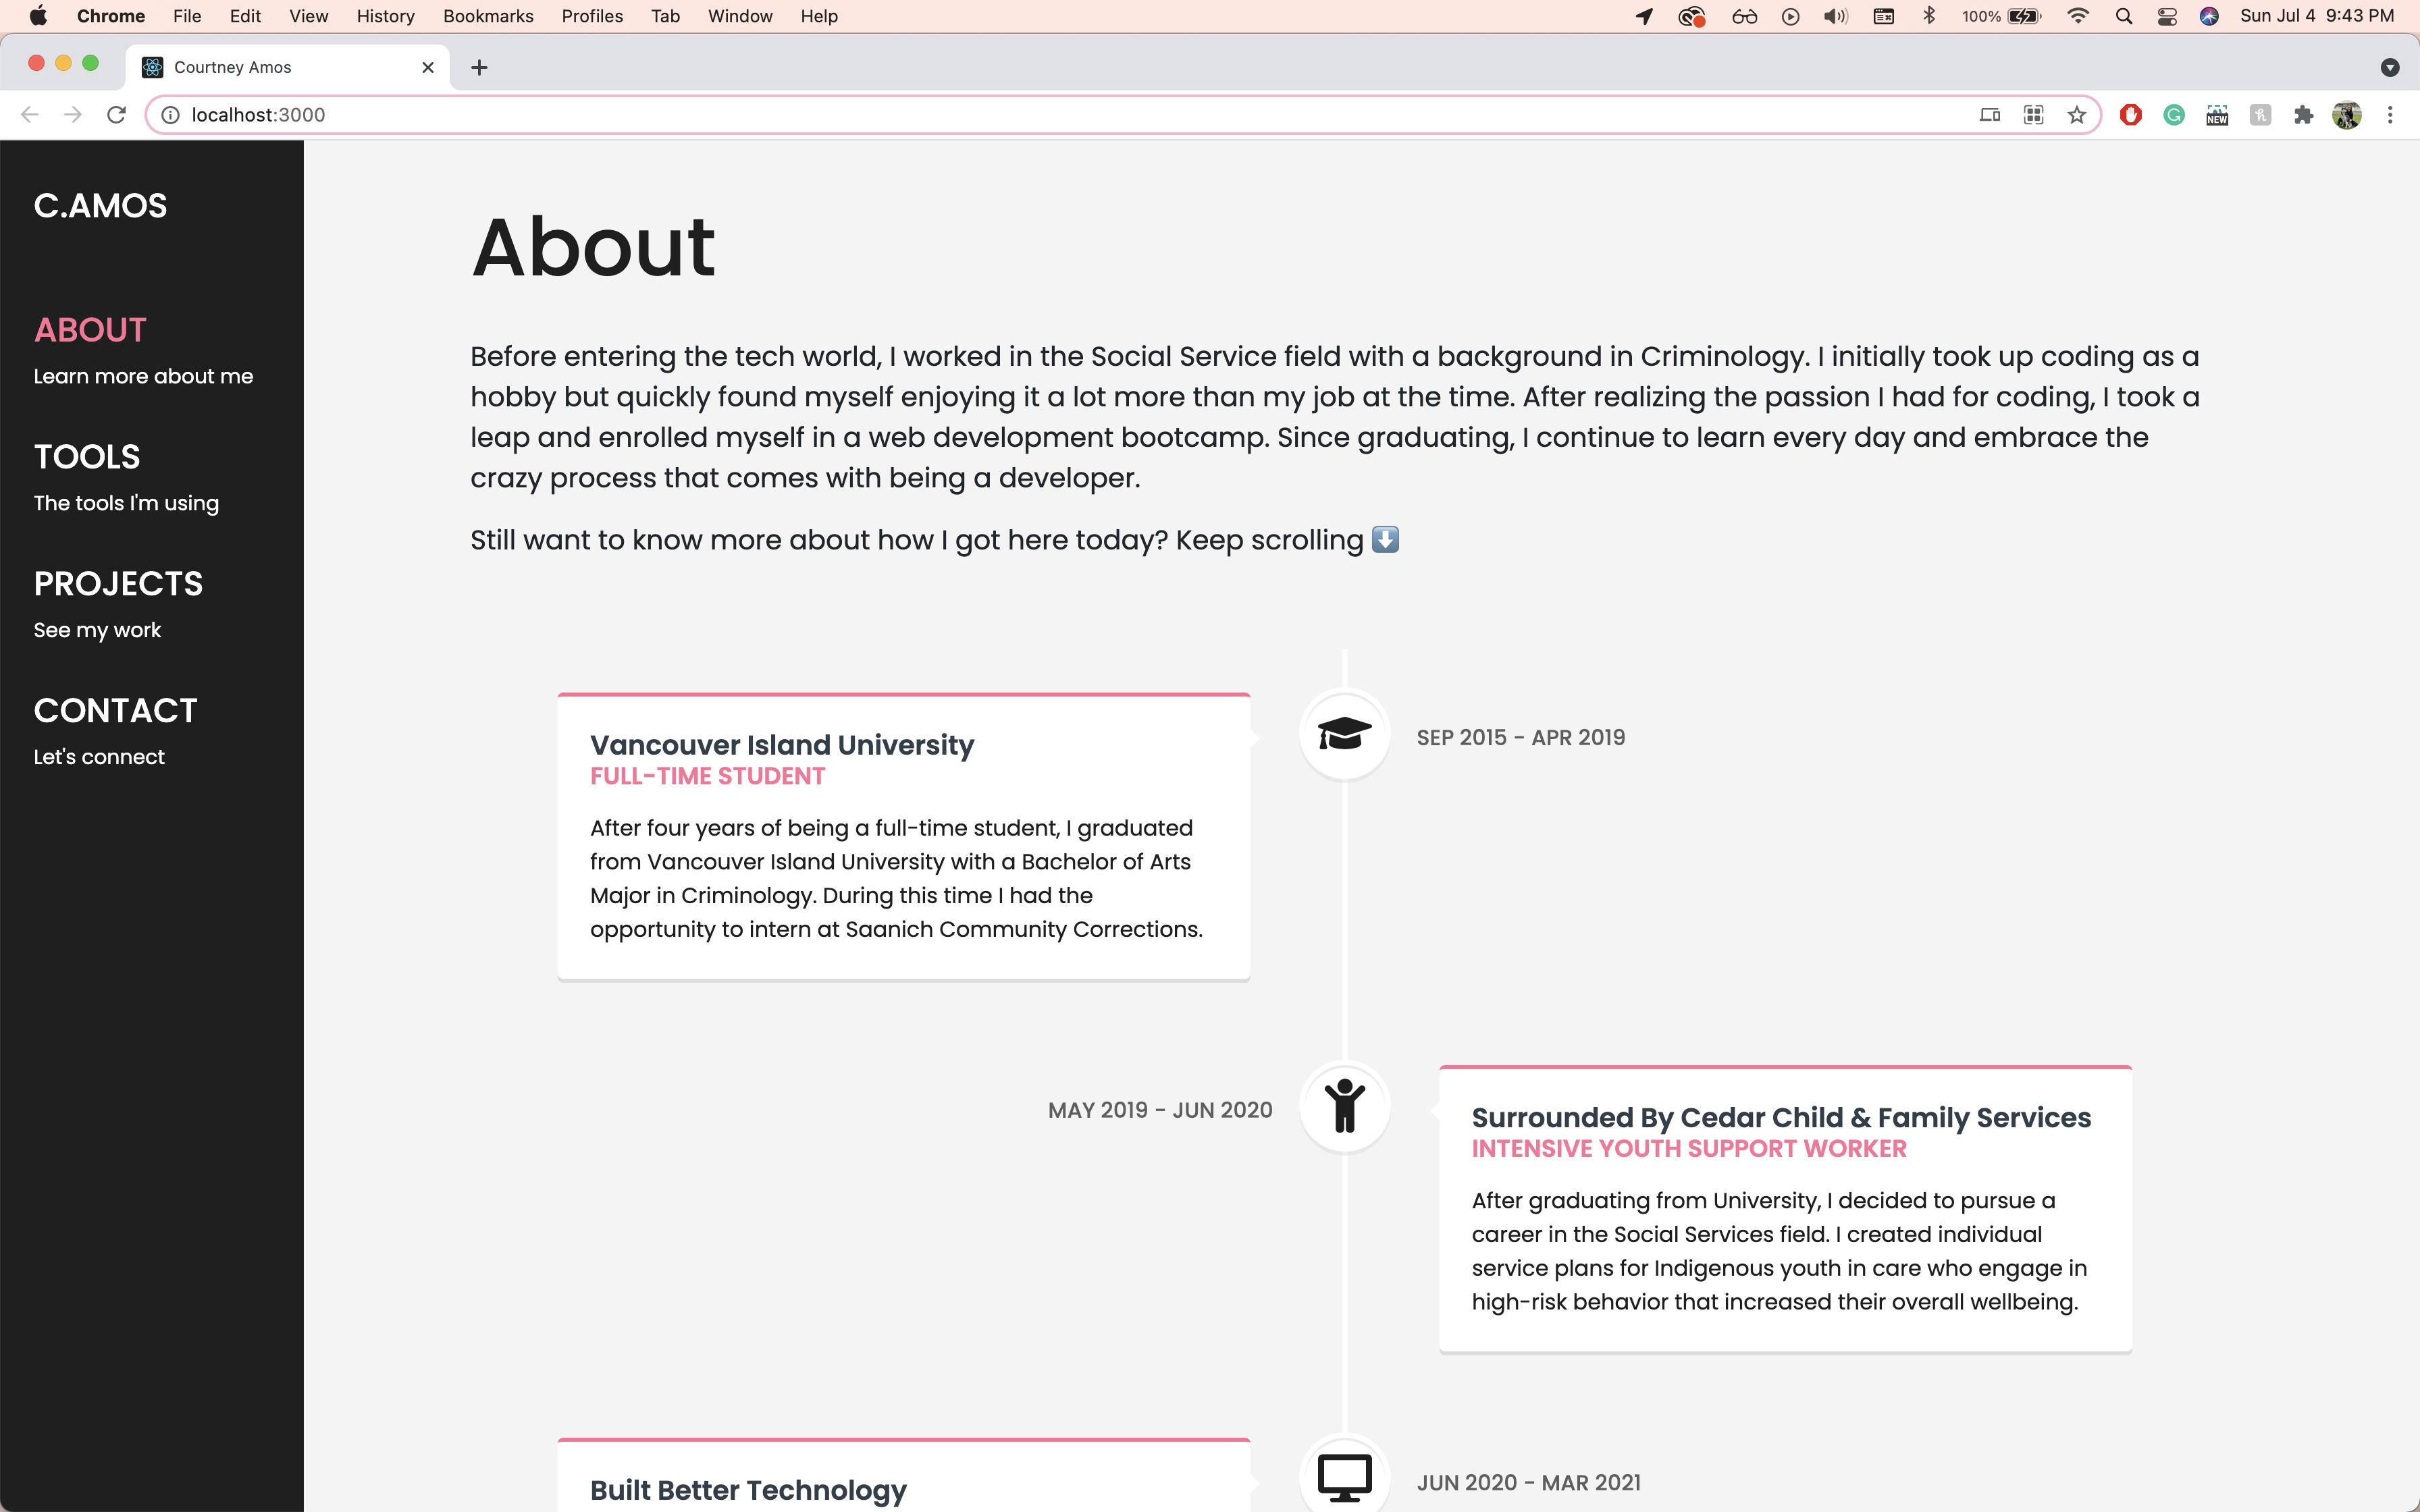 Chrome File Edit View History Bookmarks Profiles Tab Window Help 100% Sun Jul 4 9:43 PM
Courtney Amos
localhost:3000
NEW
C.AMOS
ABOUT
Learn more about me
TOOLS
The tools I'm using
PROJECTS
See my work
CONTACT
Let's connect
About
Before entering the tech world, I worked in the Social Service field with a background in Criminology. I initially took up coding as a
hobby but quickly found myself enjoying it a lot more than my job at the time. After realizing the passion I had for coding, I took a
leap and enrolled myself in a web development bootcamp. Since graduating, I continue to learn every day and embrace the
crazy process that comes with being a developer.
Still want to know more about how I got here today? Keep scrolling ⬇️
Vancouver Island University
FULL-TIME STUDENT
After four years of being a full-time student, I graduated
from Vancouver Island University with a Bachelor of Arts
Major in Criminology. During this time I had the
opportunity to intern at Saanich Community Corrections.
SEP 2015 - APR 2019
MAY 2019 - JUN 2020
Surrounded By Cedar Child & Family Services
INTENSIVE YOUTH SUPPORT WORKER
After graduating from University, I decided to pursue a
career in the Social Services field. I created individual
service plans for Indigenous youth in care who engage in
high-risk behavior that increased their overall wellbeing.
Built Better Technology
JUN 2020 - MAR 2021